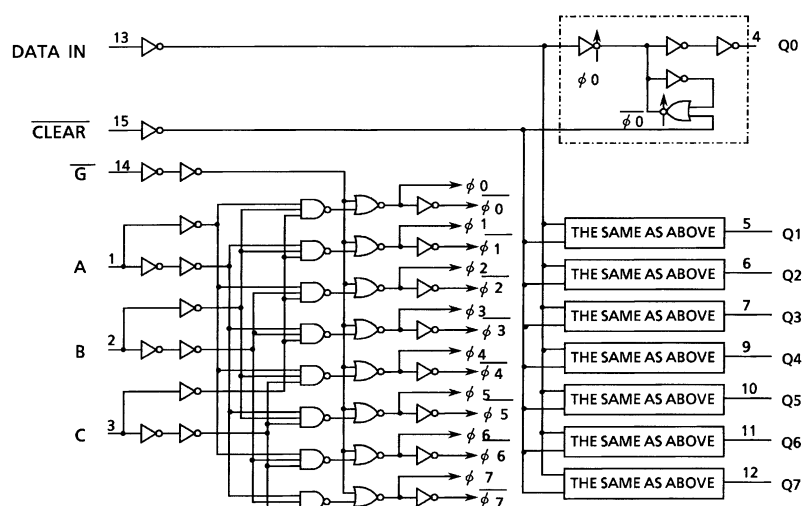 DATA IN 13 4 Q0
φ0
CLEAR 15 φ0
G 14
φ0
φ0
φ1
φ1
A 1
φ2
φ2
φ3
φ3
B 2
φ4
φ4
φ5
φ5
C 3
φ6
φ6
φ7
φ7
THE SAME AS ABOVE 5 Q1
THE SAME AS ABOVE 6 Q2
THE SAME AS ABOVE 7 Q3
THE SAME AS ABOVE 9 Q4
THE SAME AS ABOVE 10 Q5
THE SAME AS ABOVE 11 Q6
THE SAME AS ABOVE 12 Q7